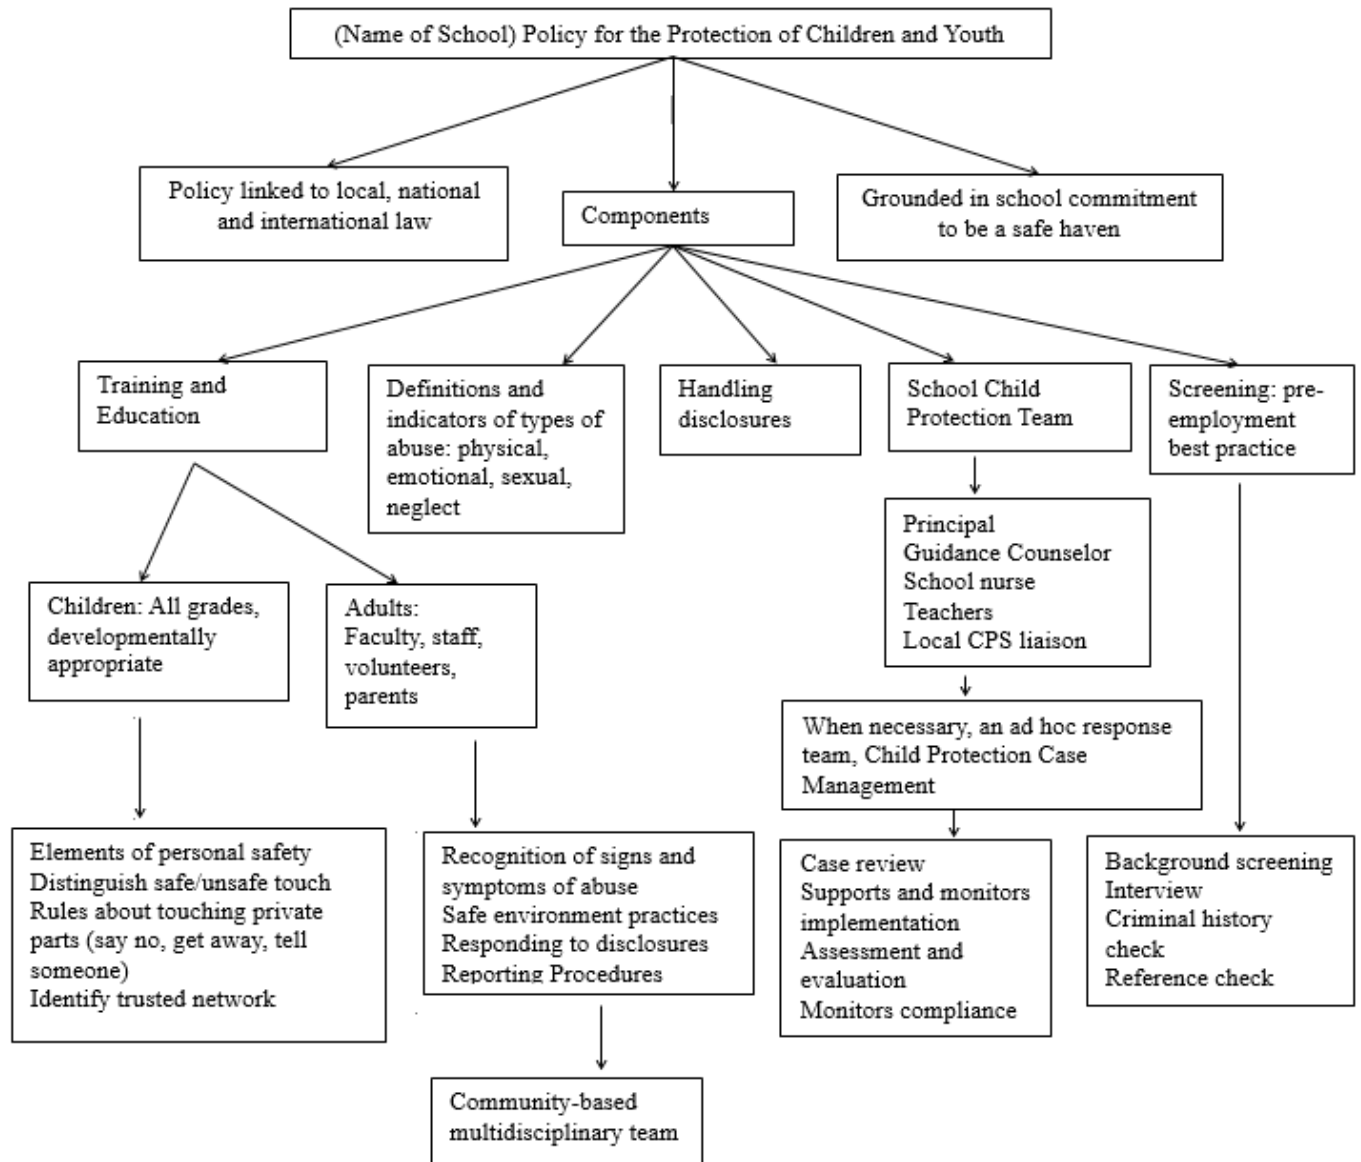 (Name of School) Policy for the Protection of Children and Youth
Policy linked to local, national
and international law
Components
Grounded in school commitment
to be a safe haven
Training and
Education
Definitions and
indicators of types of
abuse: physical,
emotional, sexual,
neglect
Handling
disclosures
School Child
Protection Team
Screening: pre-
employment
best practice
Children: All grades,
developmentally
appropriate
Adults:
Faculty, staff,
volunteers,
parents
Principal
Guidance Counselor
School nurse
Teachers
Local CPS liaison
When necessary, an ad hoc response
team, Child Protection Case
Management
Elements of personal safety
Distinguish safe/unsafe touch
Rules about touching private
parts (say no, get away, tell
someone)
Identify trusted network
Recognition of signs and
symptoms of abuse
Safe environment practices
Responding to disclosures
Reporting Procedures
Case review
Supports and monitors
implementation
Assessment and
evaluation
Monitors compliance
Background screening
Interview
Criminal history
check
Reference check
Community-based
multidisciplinary team